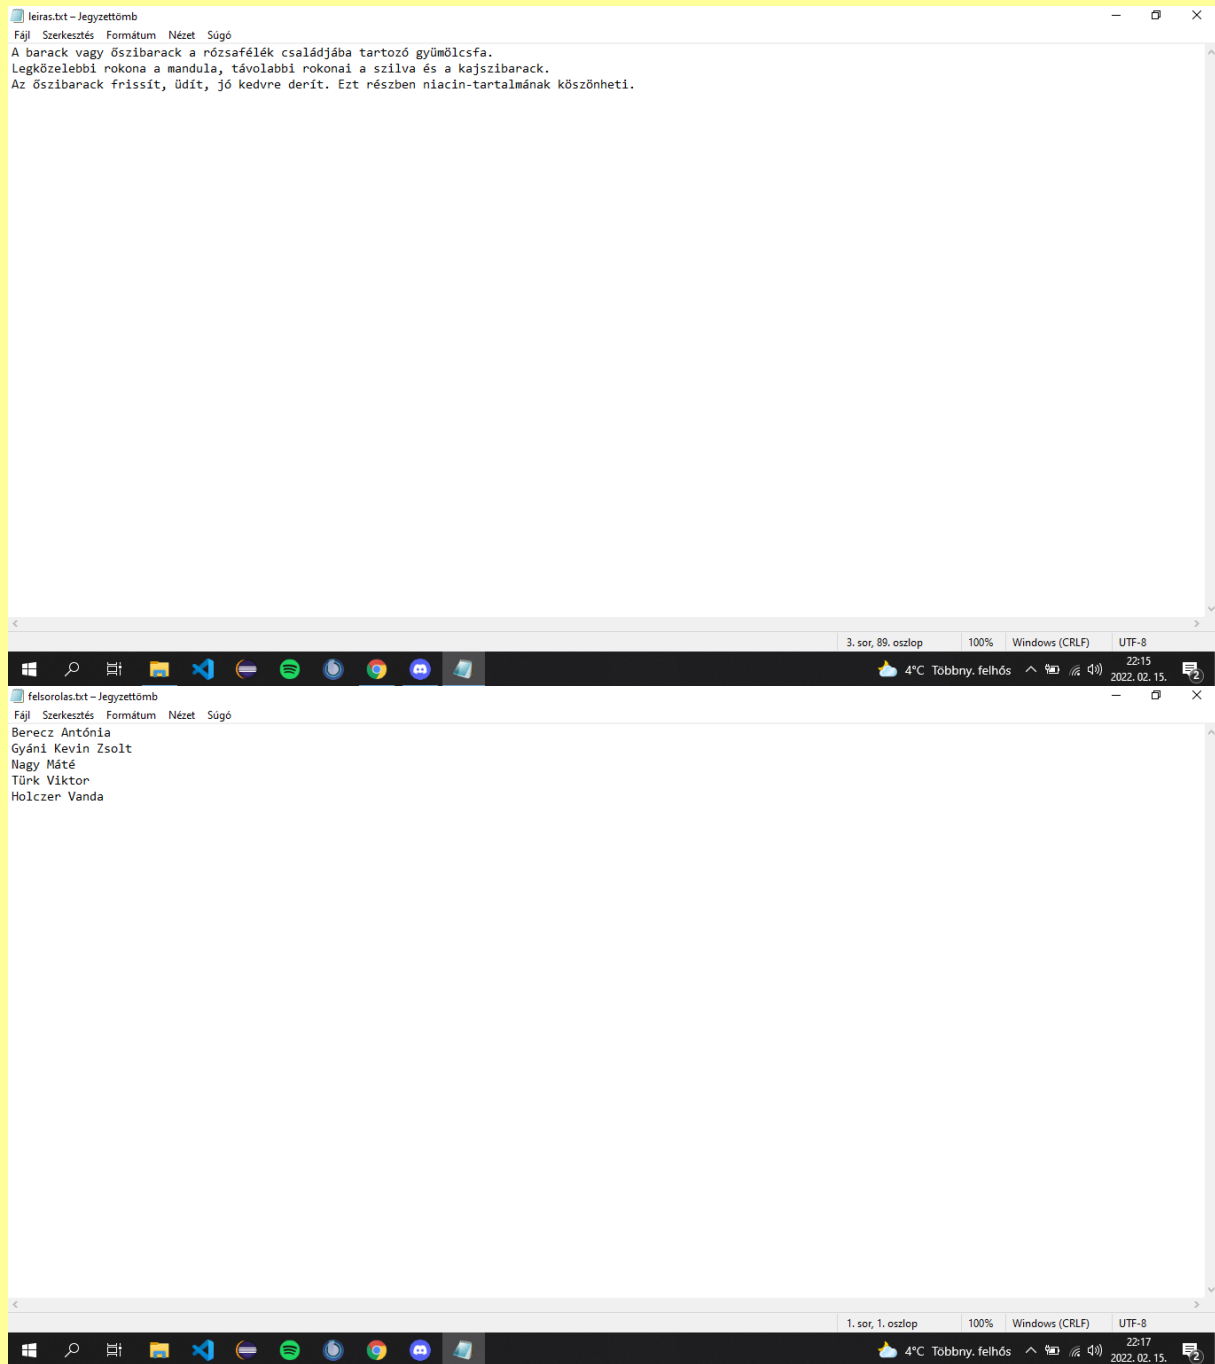 leiras.txt – Jegyzettömb
Fájl Szerkesztés Formátum Nézet Súgó
A barack vagy őszibarack a rózsafélék családjába tartozó gyümölcsfa.
Legközelebbi rokona a mandula, távolabbi rokonai a szilva és a kajszibarack.
Az őszibarack frissít, üdít, jó kedvre derít. Ezt részben niacin-tartalmának köszönheti.
3. sor, 89. oszlop 100% Windows (CRLF) UTF-8
4°C Többny. felhős 22:15
2022. 02. 15. 2
felsorolas.txt – Jegyzettömb
Fájl Szerkesztés Formátum Nézet Súgó
Berecz Antónia
Gyáni Kevin Zsolt
Nagy Máté
Türk Viktor
Holczer Vanda
1. sor, 1. oszlop 100% Windows (CRLF) UTF-8
4°C Többny. felhős 22:17
2022. 02. 15. 2